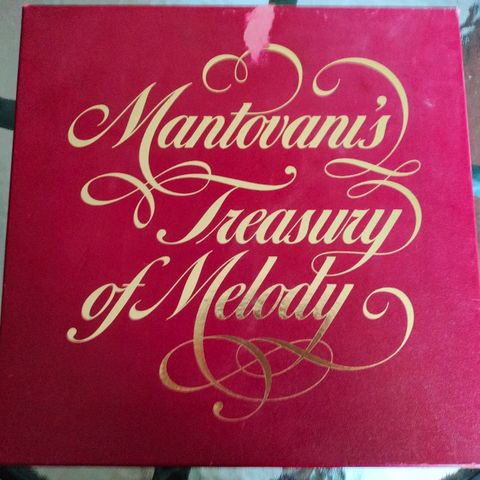 Mantovani's
Treasury
of Melody